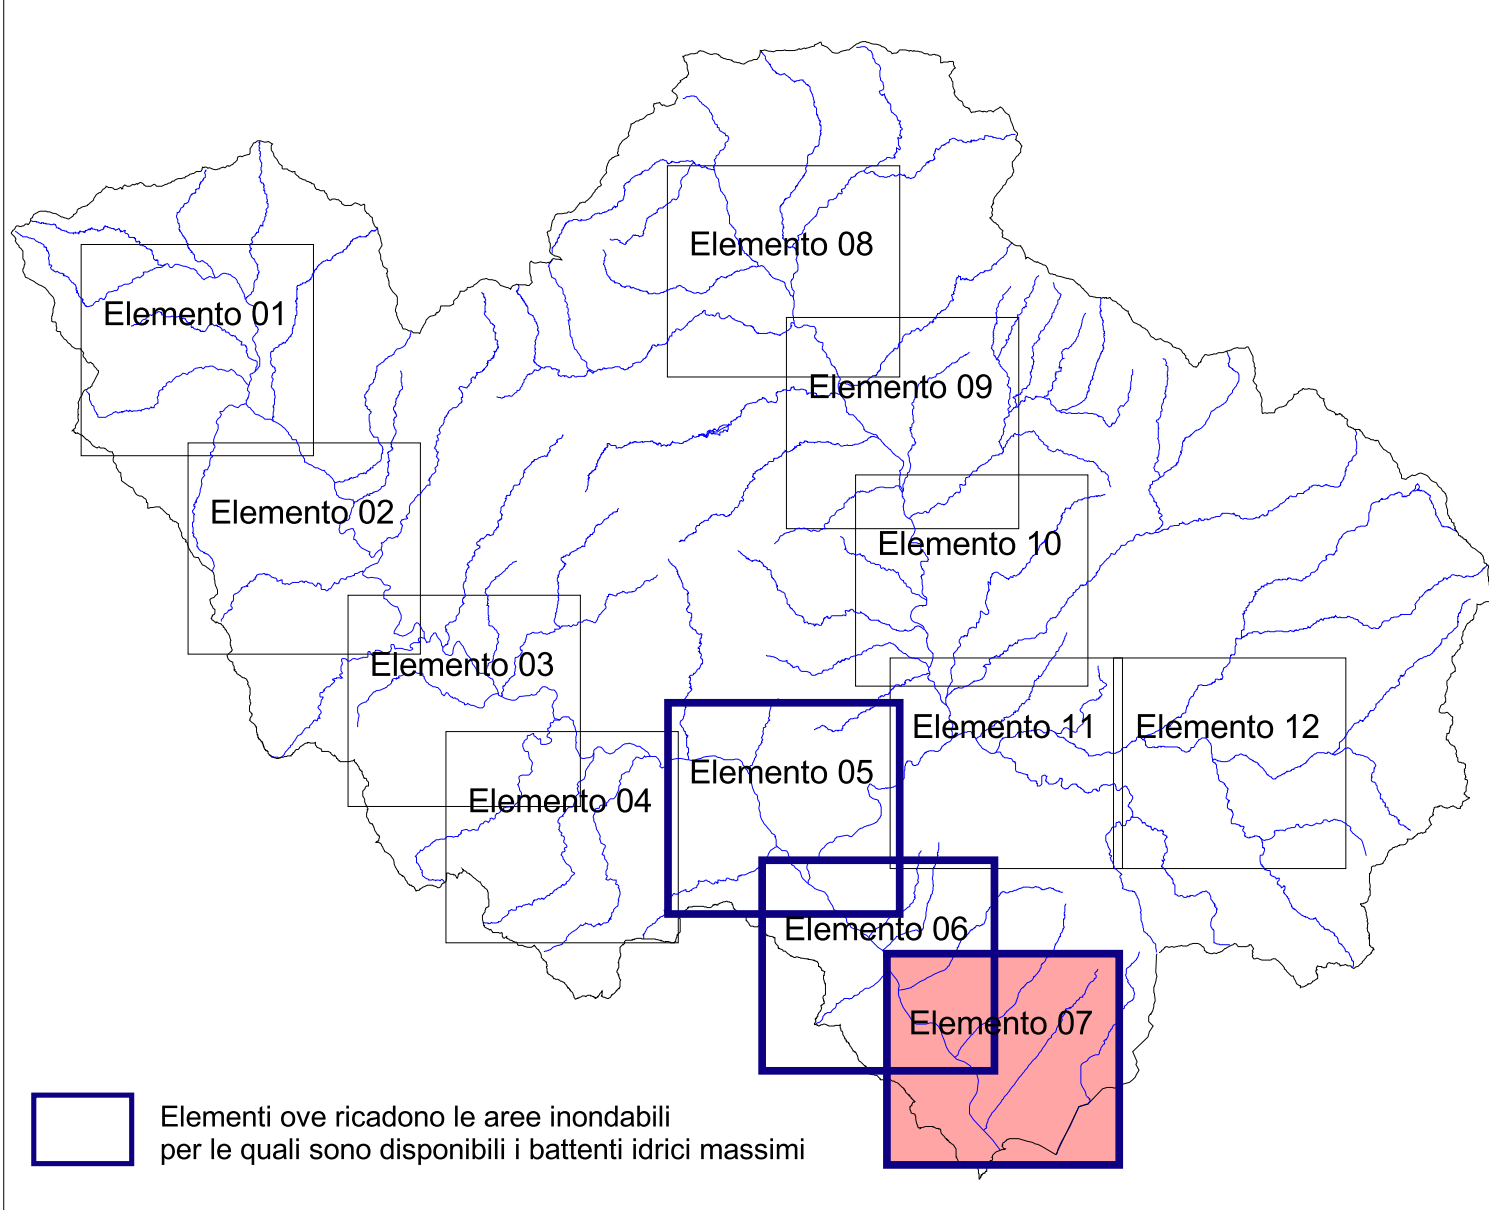 Elemento 08
Elemento 01
Elemento 09
Elemento 02
Elemento 10
Elemento 03
Elemento 11
Elemento 12
Elemento 05
Elemento 04
Elemento 06
Elemento 07
Elementi ove ricadono le aree inondabili
per le quali sono disponibili i battenti idrici massimi